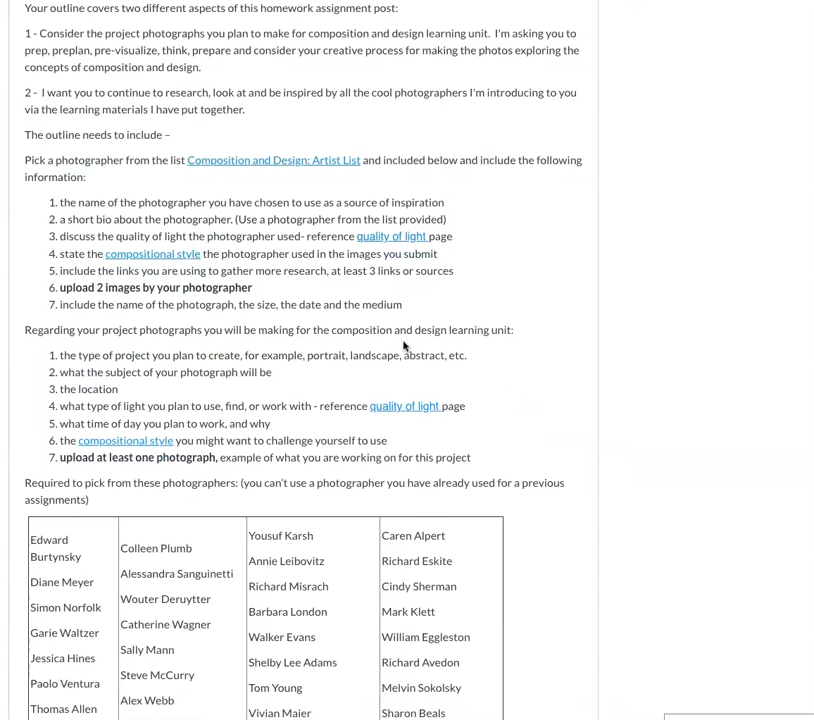 Your outline covers two different aspects of this homework assignment post:
1 - Consider the project photographs you plan to make for composition and design learning unit.  I'm asking you to
prep, preplan, pre-visualize, think, prepare and consider your creative process for making the photos exploring the
concepts of composition and design.
2 -  I want you to continue to research, look at and be inspired by all the cool photographers I'm introducing to you
via the learning materials I have put together.
The outline needs to include –
Pick a photographer from the list Composition and Design: Artist List and included below and include the following
information:
1. the name of the photographer you have chosen to use as a source of inspiration
2. a short bio about the photographer. (Use a photographer from the list provided)
3. discuss the quality of light the photographer used- reference quality of light page
4. state the compositional style the photographer used in the images you submit
5. include the links you are using to gather more research, at least 3 links or sources
6. upload 2 images by your photographer
7. include the name of the photograph, the size, the date and the medium
Regarding your project photographs you will be making for the composition and design learning unit:
1. the type of project you plan to create, for example, portrait, landscape, abstract, etc.
2. what the subject of your photograph will be
3. the location
4. what type of light you plan to use, find, or work with - reference quality of light page
5. what time of day you plan to work, and why
6. the compositional style you might want to challenge yourself to use
7. upload at least one photograph, example of what you are working on for this project
Required to pick from these photographers: (you can't use a photographer you have already used for a previous
assignments)
Edward
Burtynsky
Diane Meyer
Simon Norfolk
Garie Waltzer
Jessica Hines
Paolo Ventura
Thomas Allen
Colleen Plumb
Alessandra Sanguinetti
Wouter Deruytter
Catherine Wagner
Sally Mann
Steve McCurry
Alex Webb
Yousuf Karsh
Annie Leibovitz
Richard Misrach
Barbara London
Walker Evans
Shelby Lee Adams
Tom Young
Vivian Maier
Caren Alpert
Richard Eskite
Cindy Sherman
Mark Klett
William Eggleston
Richard Avedon
Melvin Sokolsky
Sharon Beals